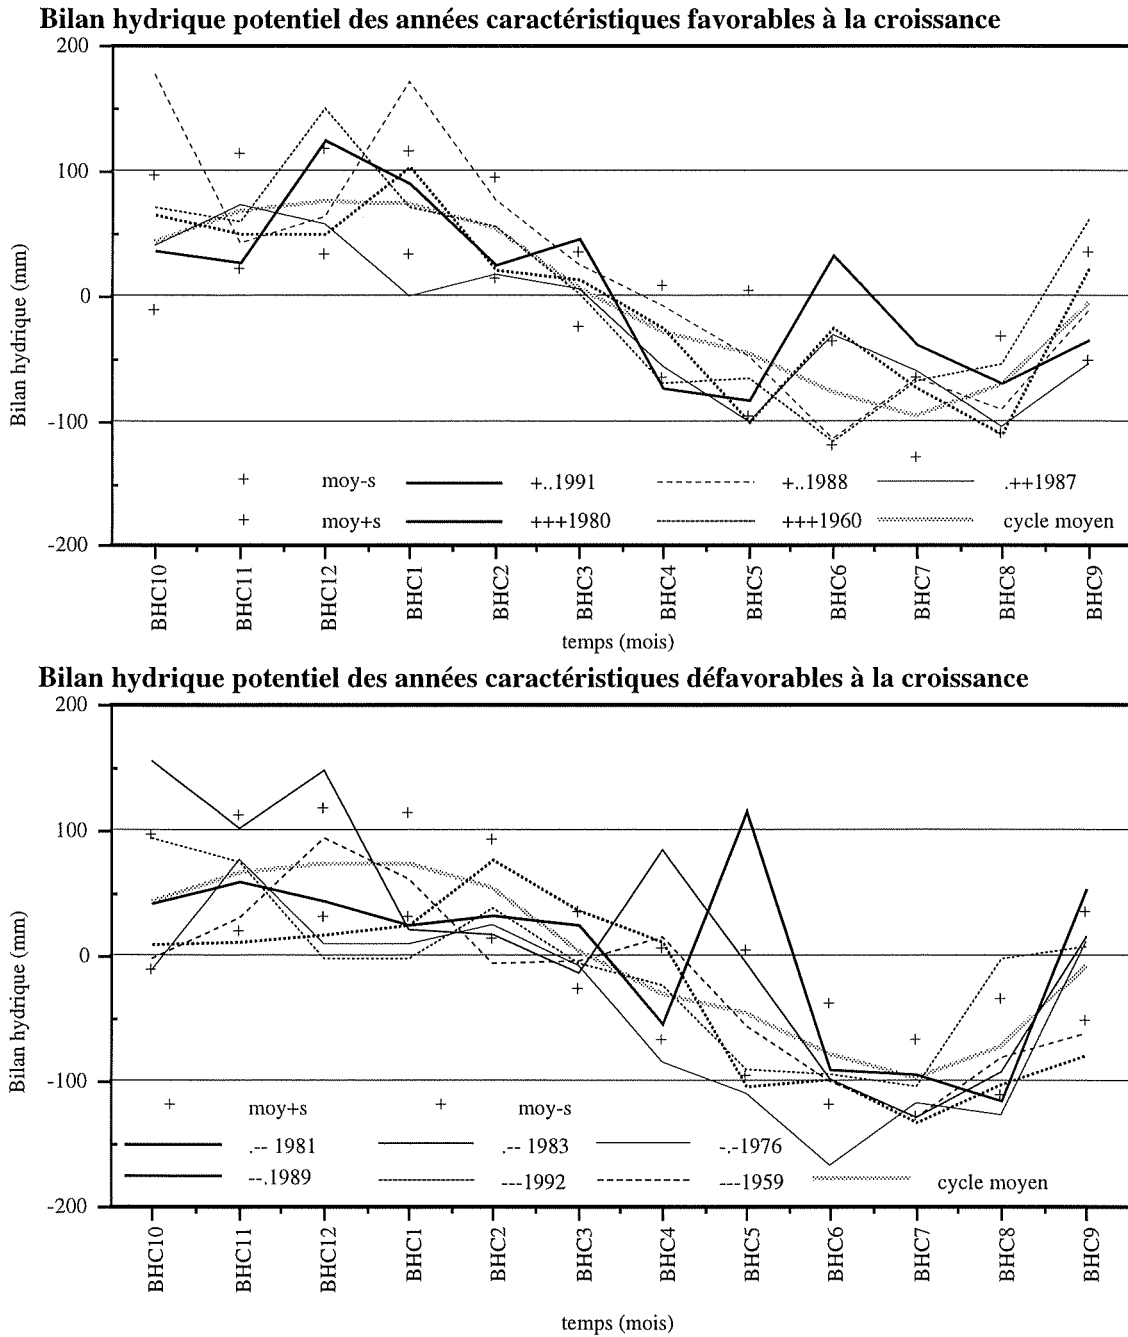 Bilan hydrique potentiel des années caractéristiques favorables à la croissance
200
100
0
-100
-200
Bilan hydrique (mm)
+ moy-s +..1991 +..1988 .++1987
+ moy+s +++1980 +++1960 cycle moyen
BHC10 BHC11 BHC12 BHC1 BHC2 BHC3 BHC4 BHC5 BHC6 BHC7 BHC8 BHC9
temps (mois)
Bilan hydrique potentiel des années caractéristiques défavorables à la croissance
200
100
0
-100
-200
Bilan hydrique (mm)
+ moy+s + moy-s
.-- 1981 .-- 1983 -.-1976
--.1989 ---1992 ---1959 cycle moyen
BHC10 BHC11 BHC12 BHC1 BHC2 BHC3 BHC4 BHC5 BHC6 BHC7 BHC8 BHC9
temps (mois)